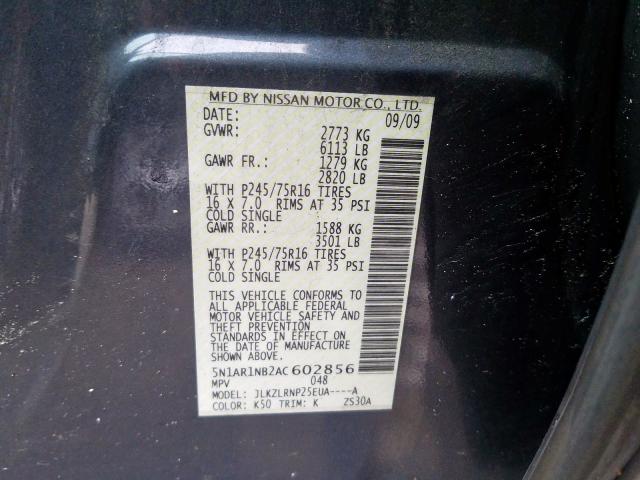 MFD BY NISSAN MOTOR CO., LTD.
DATE: 09/09
GVWR: 2773 KG
6113 LB
GAWR FR.: 1279 KG
2820 LB
WITH P245/75R16 TIRES
16 X 7.0 RIMS AT 35 PSI
COLD SINGLE
GAWR RR.: 1588 KG
3501 LB
WITH P245/75R16 TIRES
16 X 7.0 RIMS AT 35 PSI
COLD SINGLE
THIS VEHICLE CONFORMS TO
ALL APPLICABLE FEDERAL
MOTOR VEHICLE SAFETY AND
THEFT PREVENTION
STANDARDS IN EFFECT ON
THE DATE OF MANUFACTURE
SHOWN ABOVE.
5N1AR1NB2AC602856
MPV 048
MODEL: JLKZLRNP25EUA----A
COLOR: K50 TRIM: K ZS30A